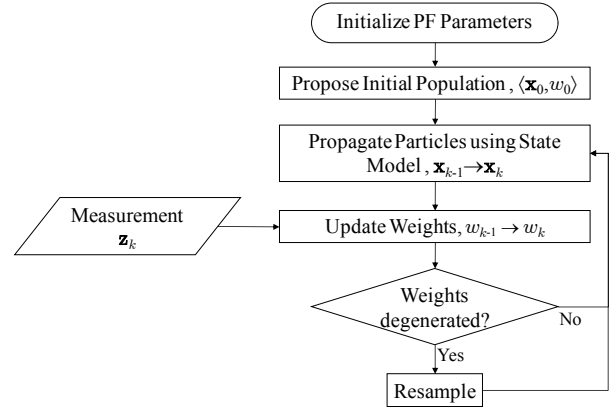 Initialize PF Parameters
Propose Initial Population , ⟨𝐱₀,w₀⟩
Propagate Particles using State
Model , 𝐱ₖ₋₁→𝐱ₖ
Measurement
𝐳ₖ
Update Weights, wₖ₋₁ → wₖ
Weights
degenerated?
No
Yes
Resample